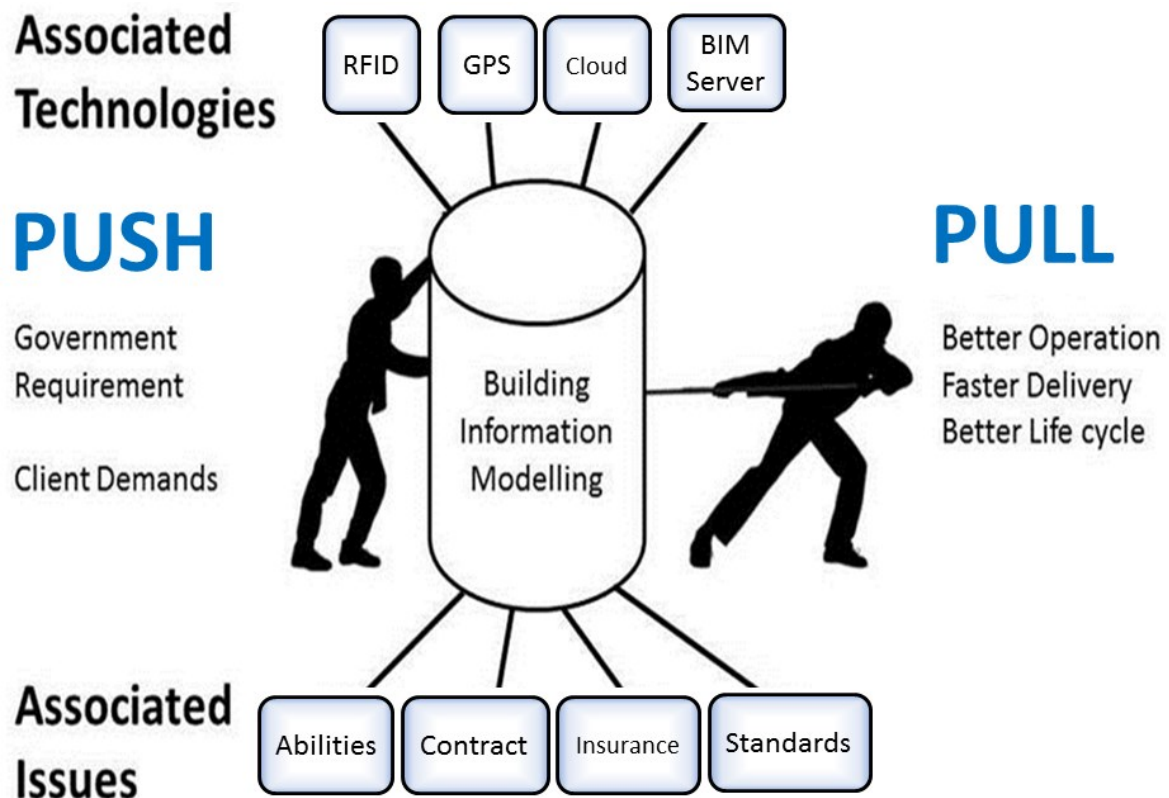 Associated
Technologies
RFID
GPS
Cloud
BIM
Server
PUSH
PULL
Government
Requirement
Client Demands
Building
Information
Modelling
Better Operation
Faster Delivery
Better Life cycle
Associated
Issues
Abilities
Contract
Insurance
Standards